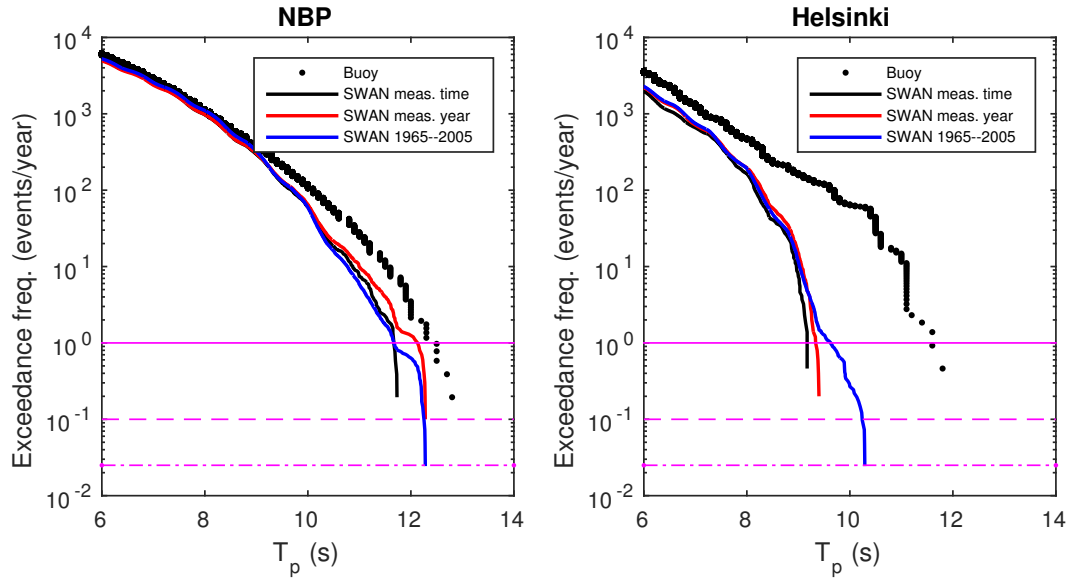 NBP
Exceedance freq. (events/year)
10^4
10^3
10^2
10^1
10^0
10^-1
10^-2
Buoy
SWAN meas. time
SWAN meas. year
SWAN 1965--2005
6 8 10 12 14
T_p (s)
Helsinki
Exceedance freq. (events/year)
10^4
10^3
10^2
10^1
10^0
10^-1
10^-2
Buoy
SWAN meas. time
SWAN meas. year
SWAN 1965--2005
6 8 10 12 14
T_p (s)